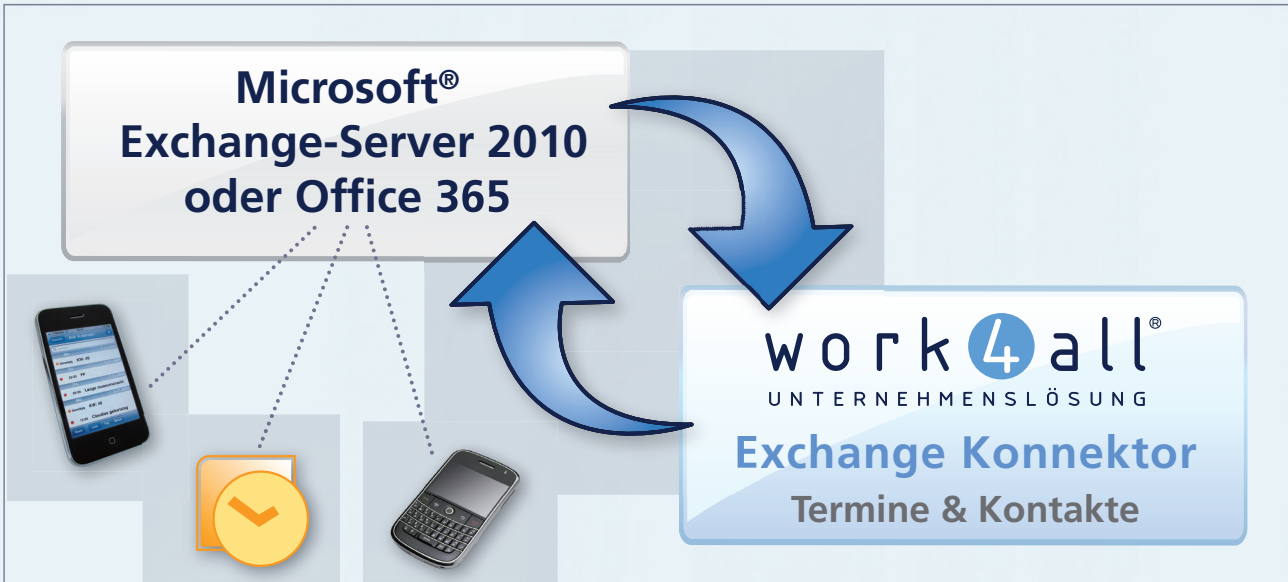 Microsoft®
Exchange-Server 2010
oder Office 365
work4all®
UNTERNEHMENSLÖSUNG
Exchange Konnektor
Termine & Kontakte